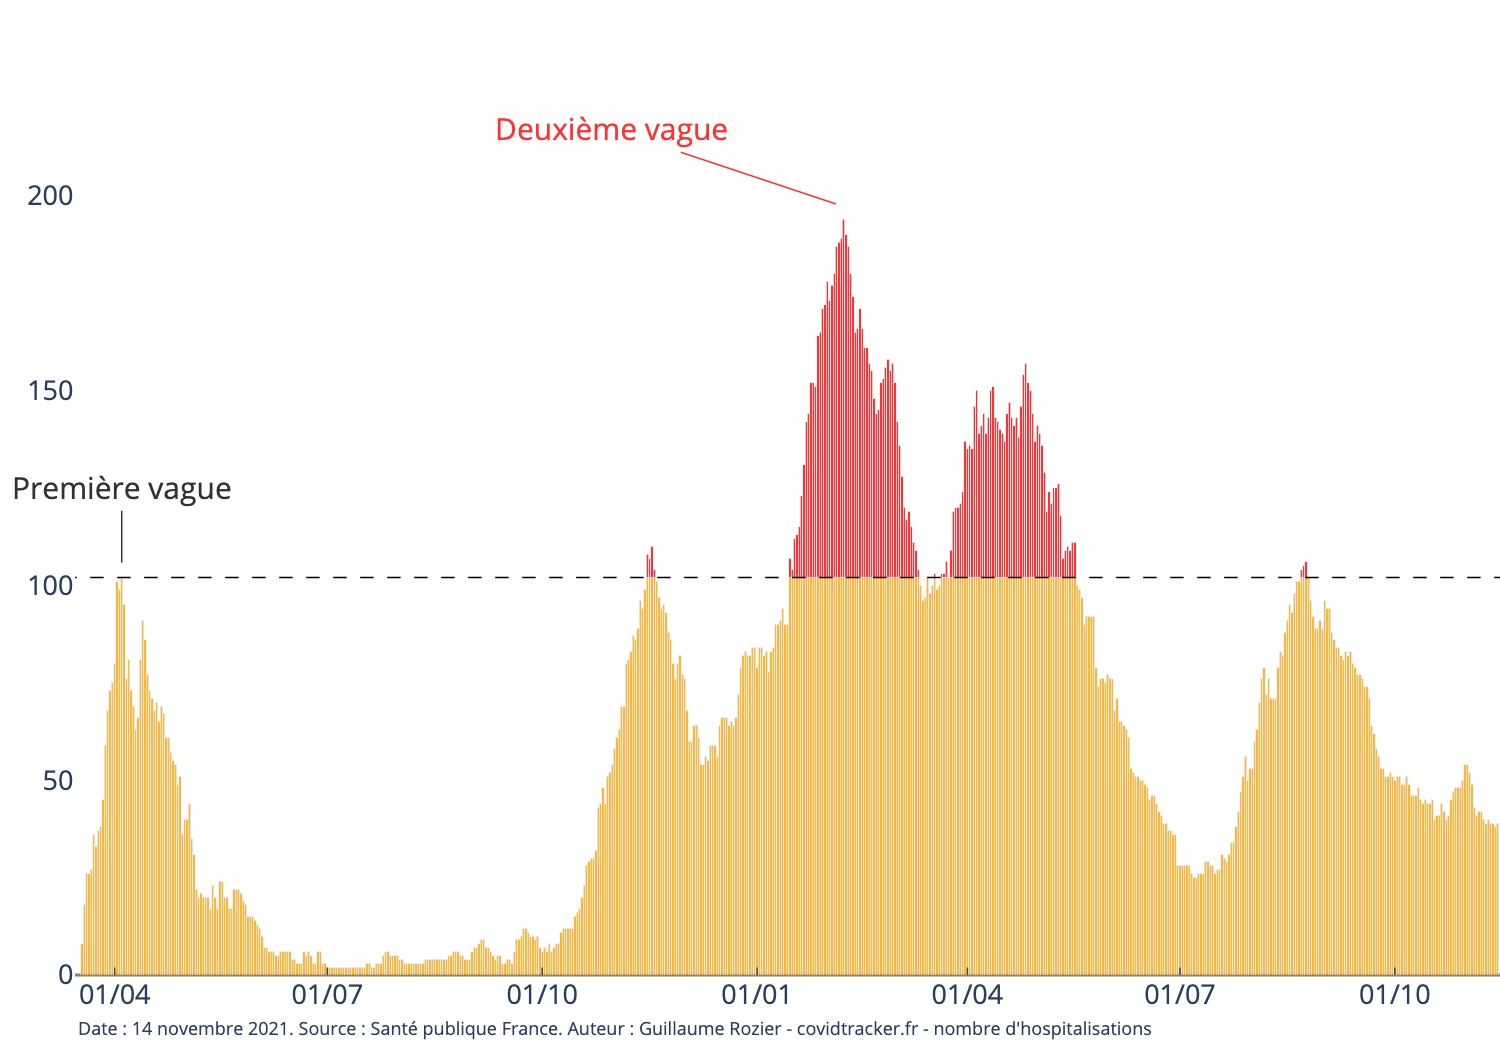 Deuxième vague
200
150
Première vague
100
50
0
01/04 01/07 01/10 01/01 01/04 01/07 01/10
Date : 14 novembre 2021. Source : Santé publique France. Auteur : Guillaume Rozier - covidtracker.fr - nombre d'hospitalisations